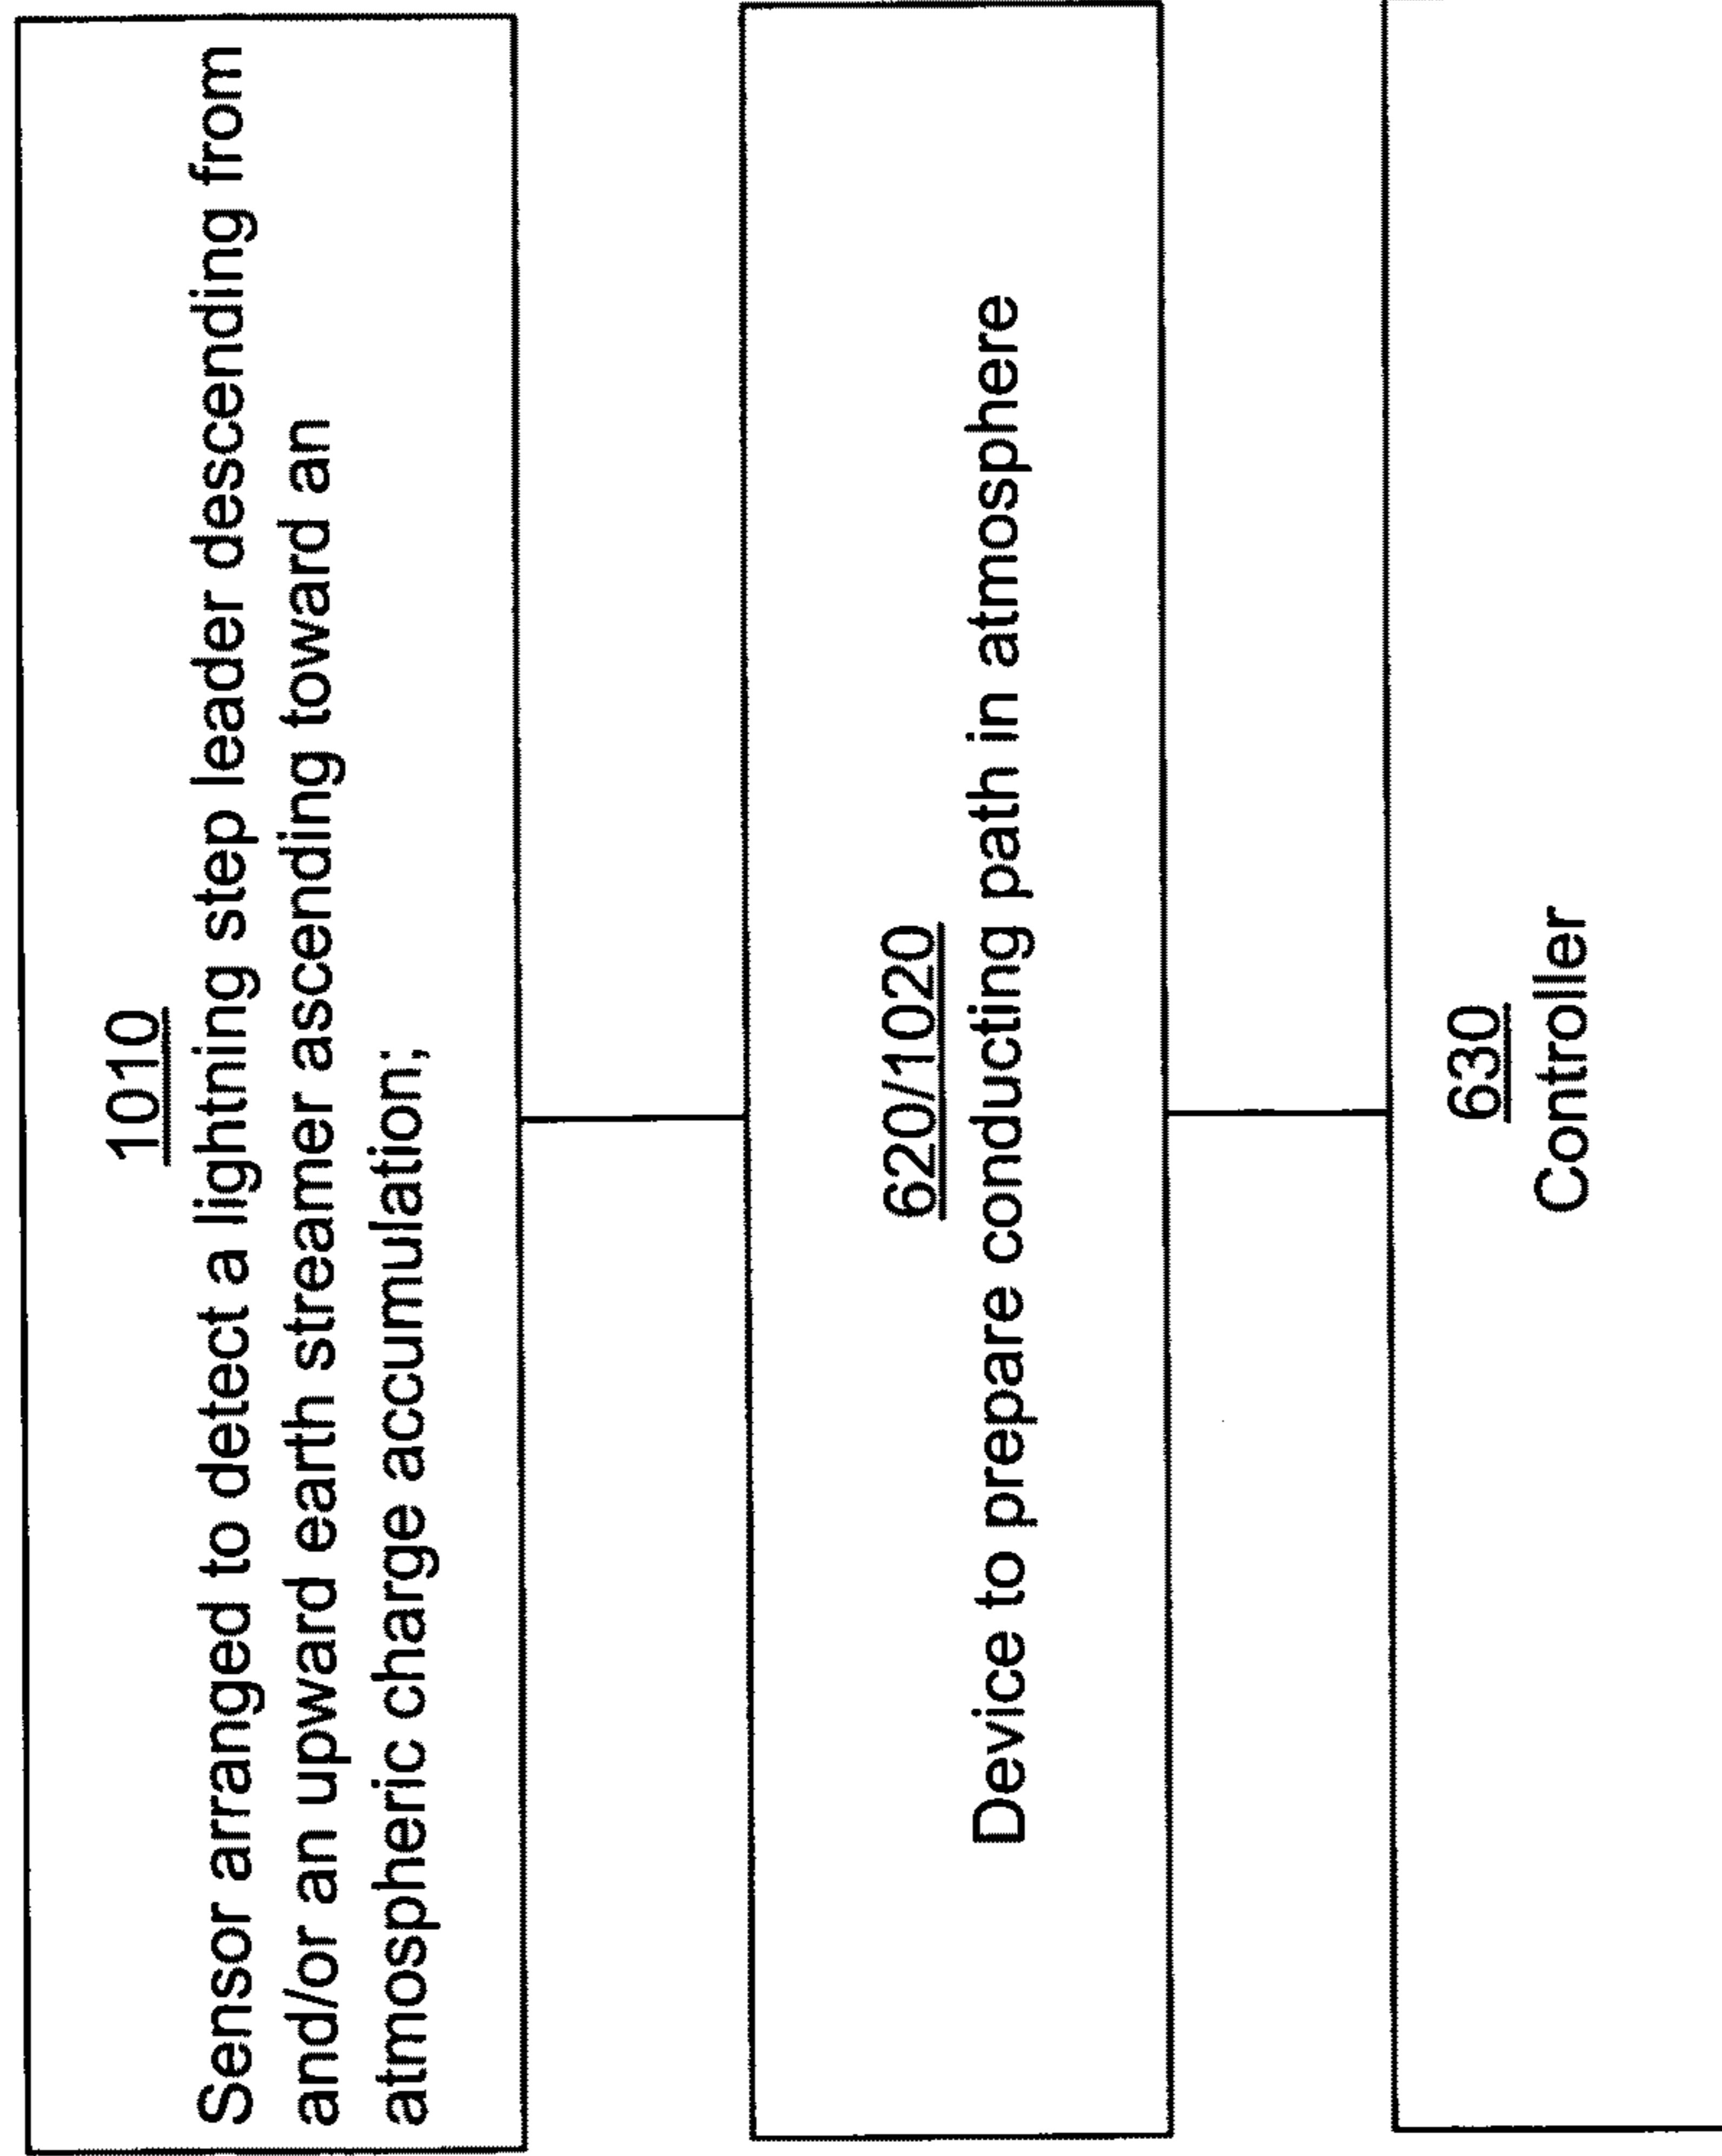 1010
Sensor arranged to detect a lightning step leader descending from
and/or an upward earth streamer ascending toward an
atmospheric charge accumulation;
620/1020
Device to prepare conducting path in atmosphere
630
Controller